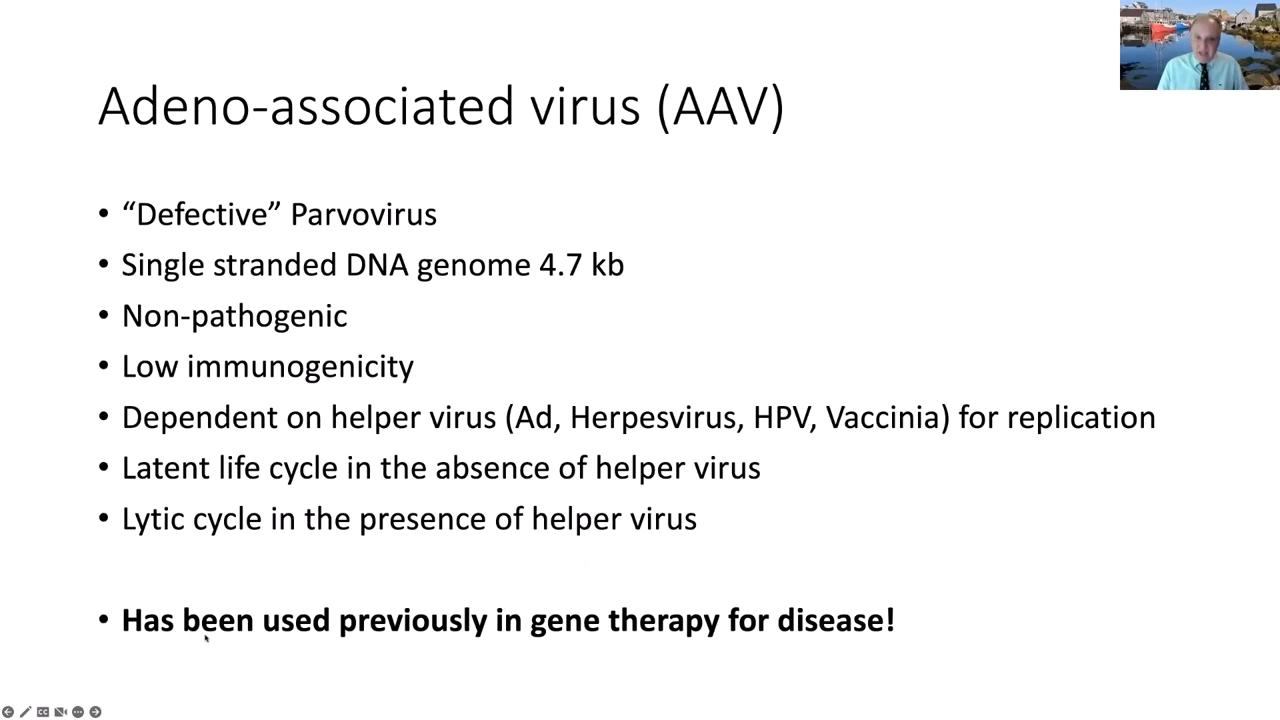 Adeno-associated virus (AAV)
• “Defective” Parvovirus
• Single stranded DNA genome 4.7 kb
• Non-pathogenic
• Low immunogenicity
• Dependent on helper virus (Ad, Herpesvirus, HPV, Vaccinia) for replication
• Latent life cycle in the absence of helper virus
• Lytic cycle in the presence of helper virus
• Has been used previously in gene therapy for disease!
CC